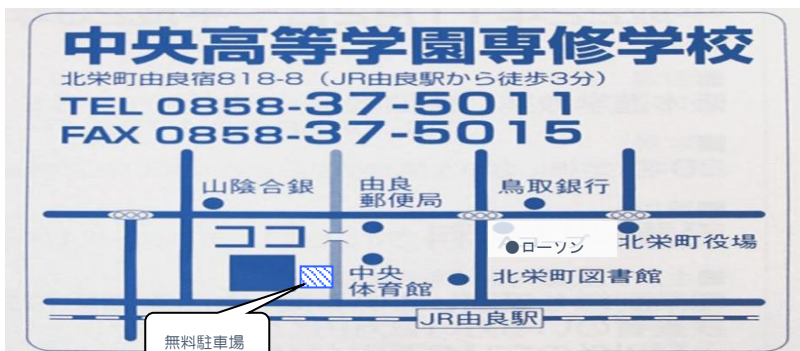 中央高等学園専修学校
北栄町由良宿818-8(JR由良駅から徒歩3分)
TEL 0858-37-5011
FAX 0858-37-5015
山陰合銀
由良
郵便局
鳥取銀行
ココ
ローソン
北栄町役場
中央
体育館
北栄町図書館
JR由良駅
無料駐車場